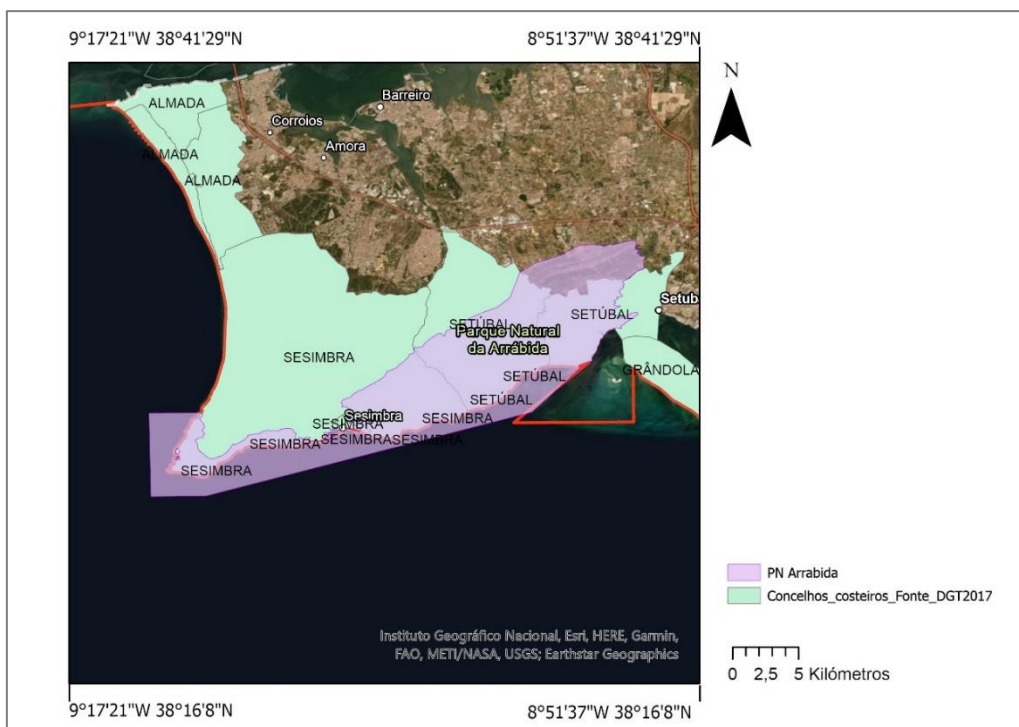 9°17'21"W 38°41'29"N
8°51'37"W 38°41'29"N
N
ALMADA
Barreiro
Corroios
Amora
ALMADA
ALMADA
SETÚBAL
Setúb
SETÚBAL
Parque Natural
da Arrábida
SESIMBRA
GRÂNDOLA
SETÚBAL
SETÚBAL
Sesimbra
SESIMBRA
SESIMBRA
SESIMBRA
SESIMBRA
SESIMBRA
SESIMBRA
PN Arrabida
Concelhos_costeiros_Fonte_DGT2017
Instituto Geográfico Nacional, Esri, HERE, Garmin,
FAO, METI/NASA, USGS; Earthstar Geographics
0 2,5 5 Kilómetros
9°17'21"W 38°16'8"N
8°51'37"W 38°16'8"N